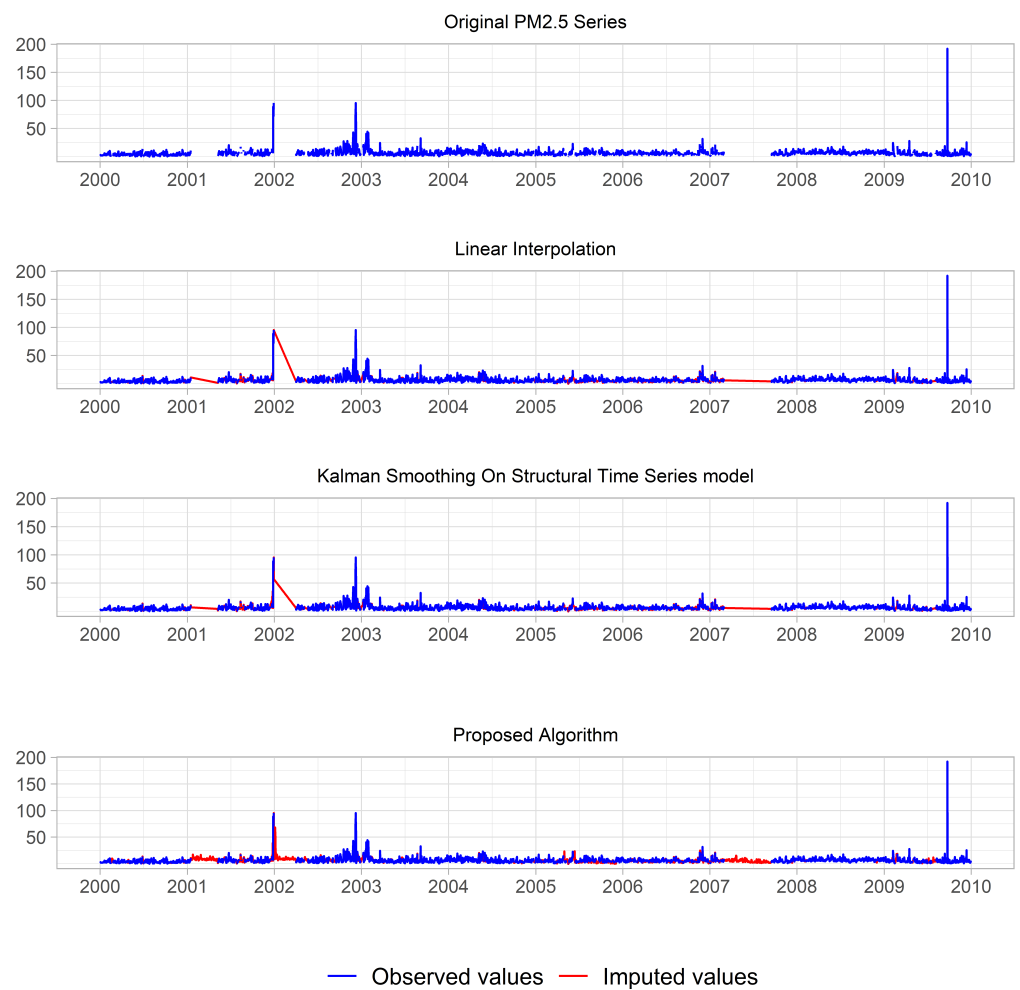 Original PM2.5 Series
200
150
100
50
2000 2001 2002 2003 2004 2005 2006 2007 2008 2009 2010
Linear Interpolation
200
150
100
50
2000 2001 2002 2003 2004 2005 2006 2007 2008 2009 2010
Kalman Smoothing On Structural Time Series model
200
150
100
50
2000 2001 2002 2003 2004 2005 2006 2007 2008 2009 2010
Proposed Algorithm
200
150
100
50
2000 2001 2002 2003 2004 2005 2006 2007 2008 2009 2010
Observed values Imputed values